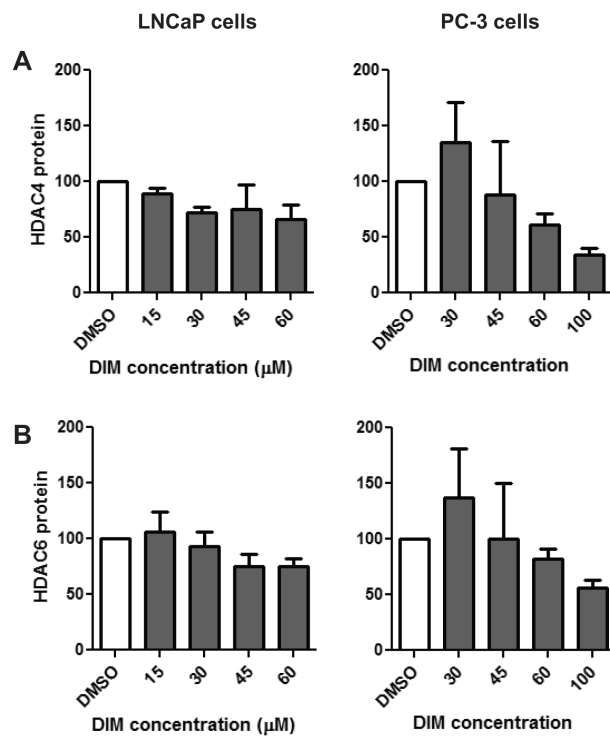 LNCaP cells PC-3 cells
A
HDAC4 protein
200
150
100
50
0
DMSO 15 30 45 60
DIM concentration (μM)
200
150
100
50
0
DMSO 30 45 60 100
DIM concentration
B
HDAC6 protein
200
150
100
50
0
DMSO 15 30 45 60
DIM concentration (μM)
200
150
100
50
0
DMSO 30 45 60 100
DIM concentration